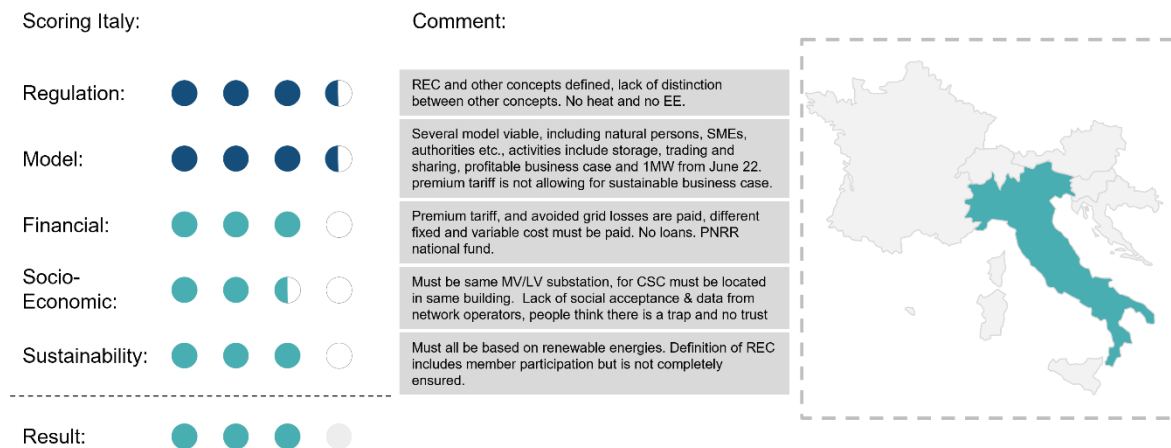 Scoring Italy:
Comment:
Regulation:
REC and other concepts defined, lack of distinction
between other concepts. No heat and no EE.
Model:
Several model viable, including natural persons, SMEs,
authorities etc., activities include storage, trading and
sharing, profitable business case and 1MW from June 22.
premium tariff is not allowing for sustainable business case.
Financial:
Premium tariff, and avoided grid losses are paid, different
fixed and variable cost must be paid. No loans. PNRR
national fund.
Socio-
Economic:
Must be same MV/LV substation, for CSC must be located
in same building.  Lack of social acceptance & data from
network operators, people think there is a trap and no trust
Sustainability:
Must all be based on renewable energies. Definition of REC
includes member participation but is not completely
ensured.
Result: